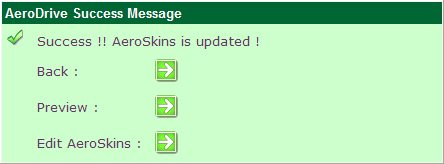 AeroDrive Success Message
Success !! AeroSkins is updated !
Back :
Preview :
Edit AeroSkins :